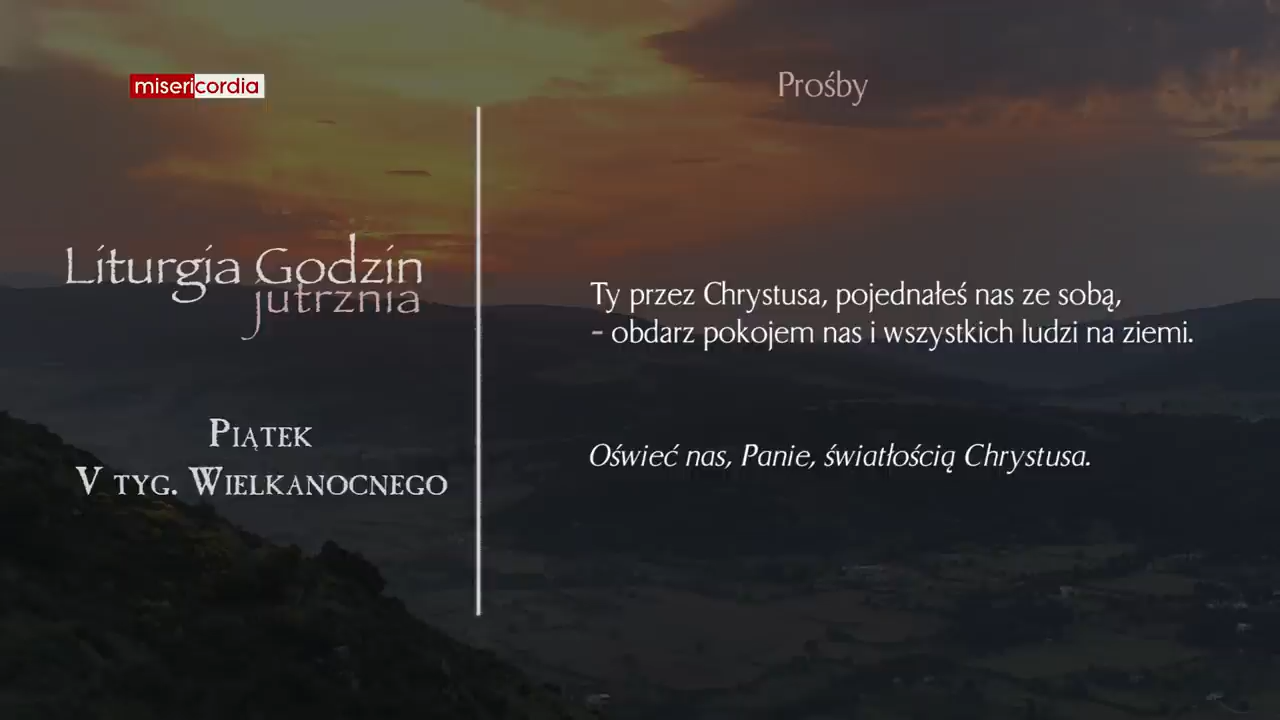 misericordia
Liturgia Godzin
jutrznia
Piątek
V tyg. Wielkanocnego
Prośby
Ty przez Chrystusa, pojednałeś nas ze sobą,
– obdarz pokojem nas i wszystkich ludzi na ziemi.
Oświeć nas, Panie, światłością Chrystusa.